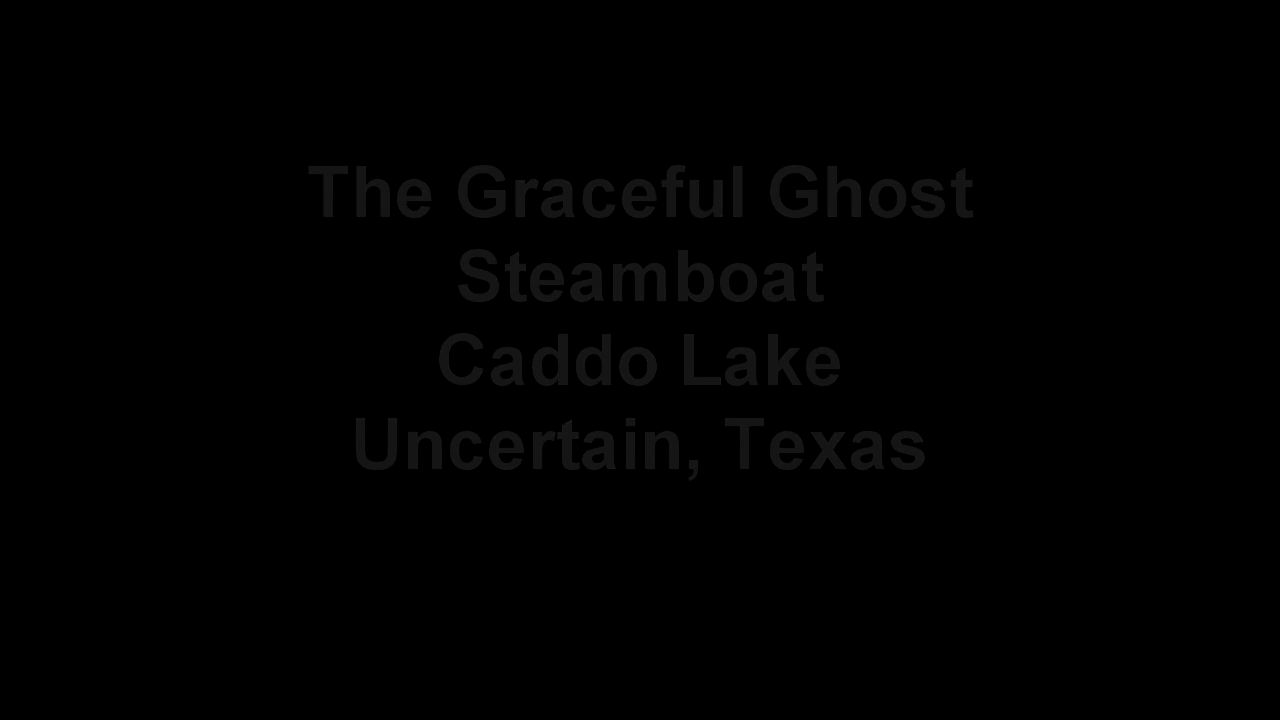 The Graceful Ghost
Steamboat
Caddo Lake
Uncertain, Texas